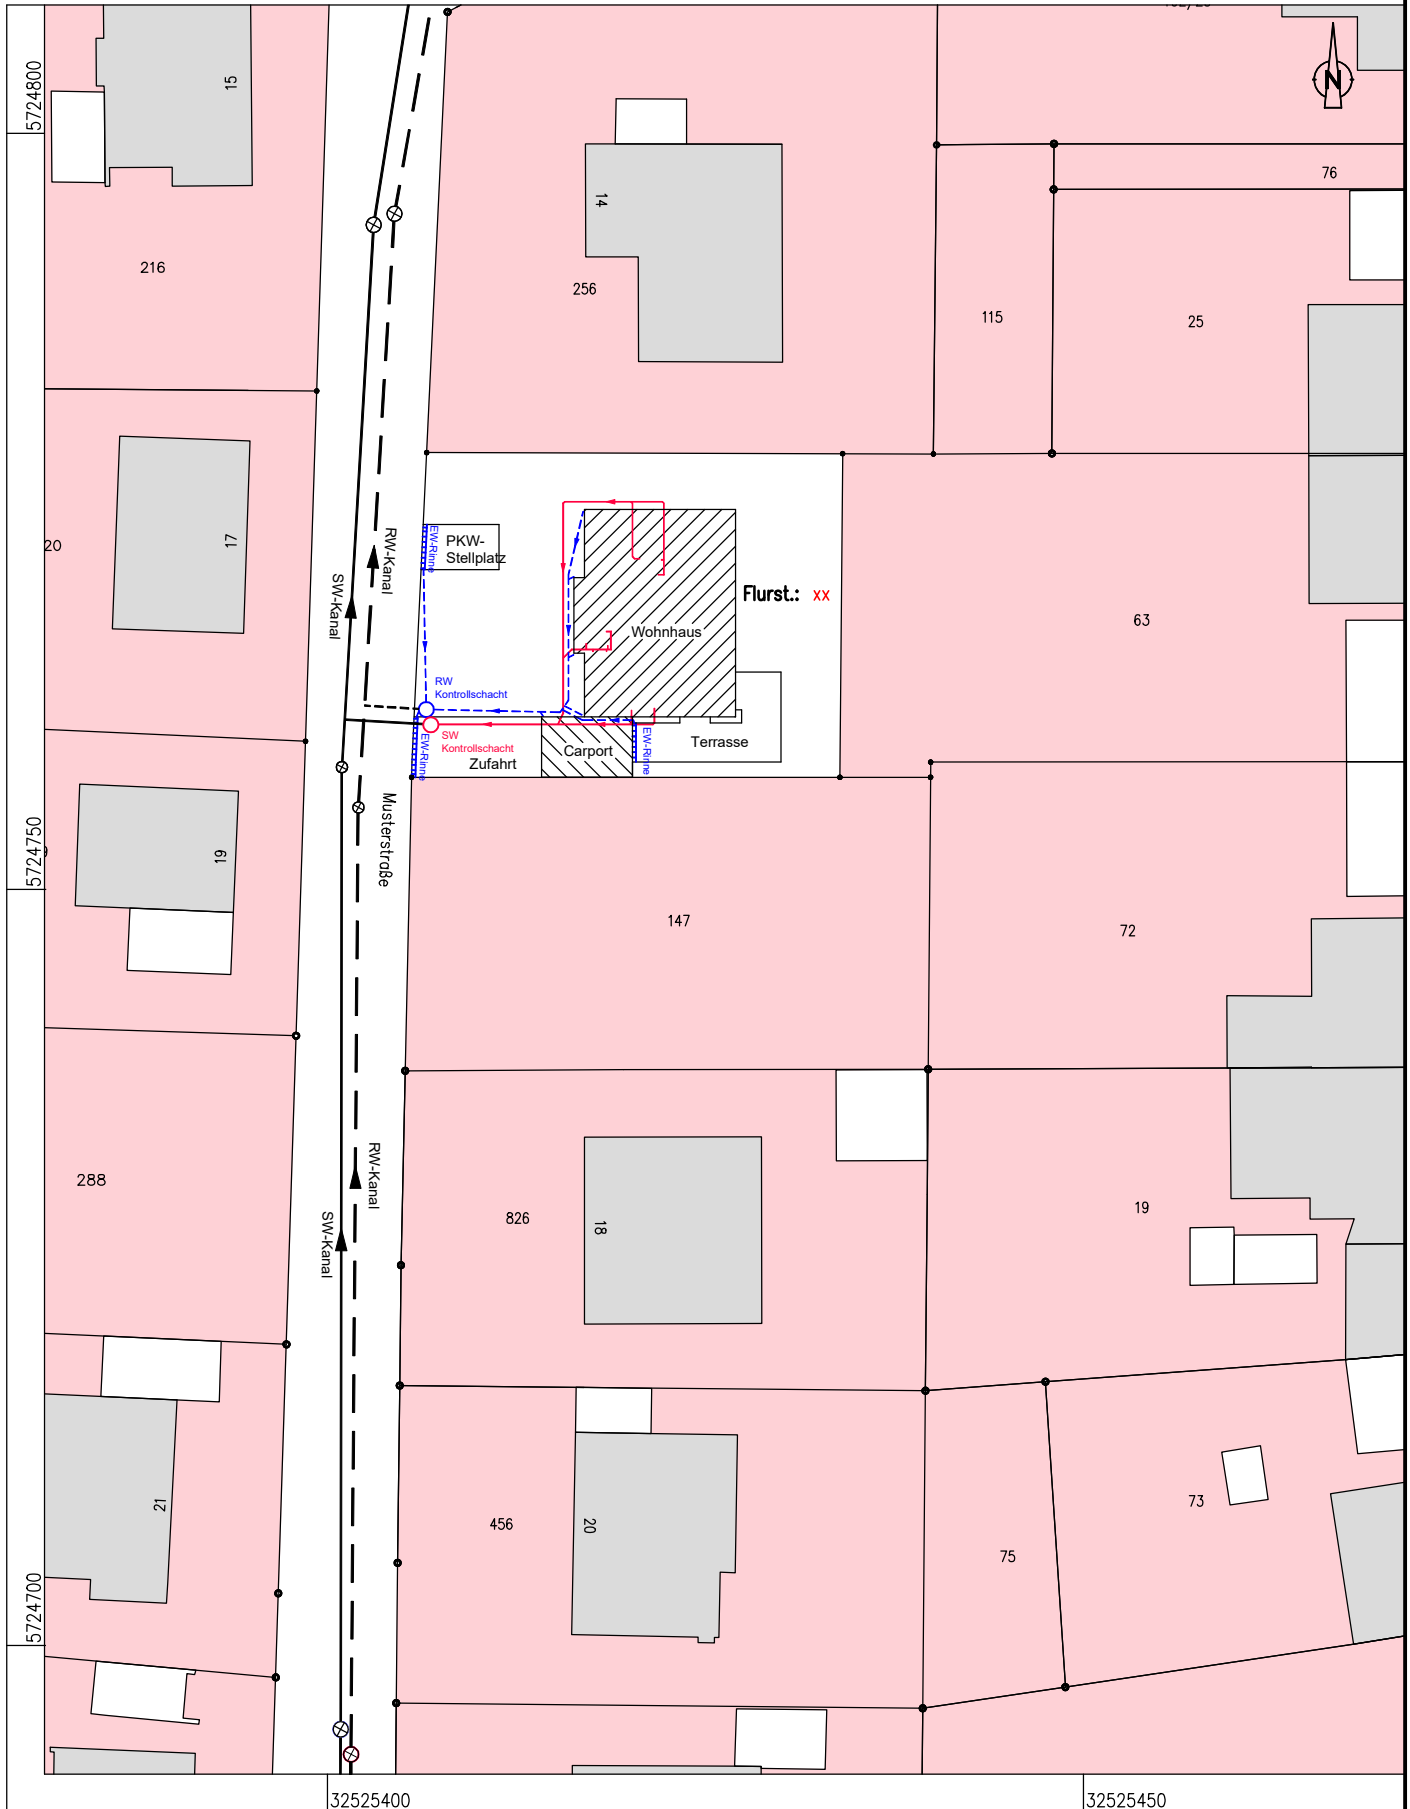 N
5724800
15
14
76
216
256
115
25
20
17
RW-Kanal
EW-Rinne
PKW-
Stellplatz
SW-Kanal
Flurst.: xx
Wohnhaus
63
RW
Kontrollschacht
SW
Kontrollschacht
EW-Rinne
Zufahrt
Carport
EW-Rinne
Terrasse
Musterstraße
5724750
19
147
72
RW-Kanal
288
SW-Kanal
826
18
19
21
456
20
73
75
5724700
32525400
32525450